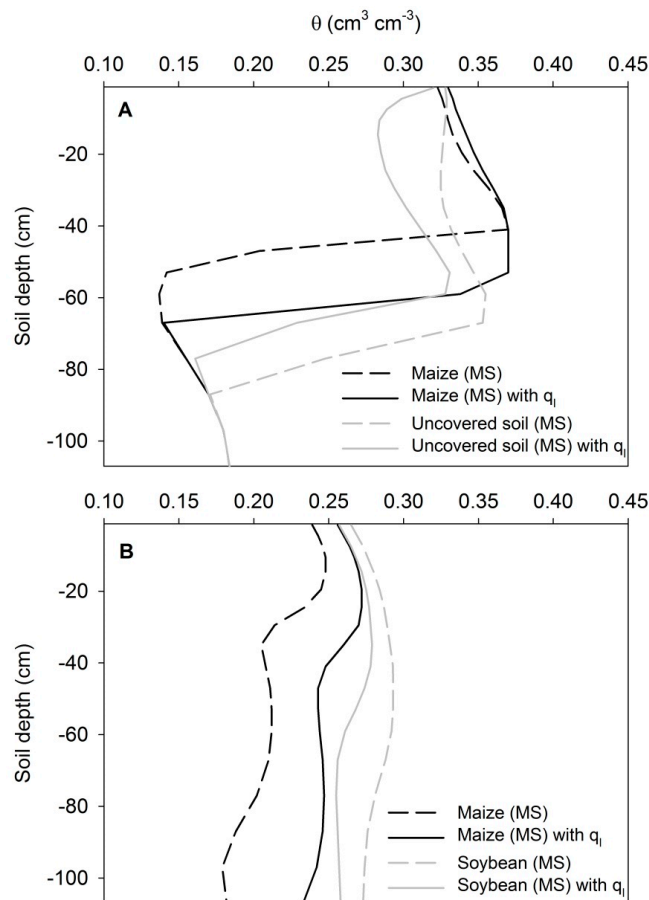 θ (cm³ cm⁻³)
0.10 0.15 0.20 0.25 0.30 0.35 0.40 0.45
A
-20
-40
Soil depth (cm)
-60
-80
-100
Maize (MS)
Maize (MS) with qₗ
Uncovered soil (MS)
Uncovered soil (MS) with qₗ
0.10 0.15 0.20 0.25 0.30 0.35 0.40 0.45
B
-20
-40
Soil depth (cm)
-60
-80
-100
Maize (MS)
Maize (MS) with qₗ
Soybean (MS)
Soybean (MS) with qₗ